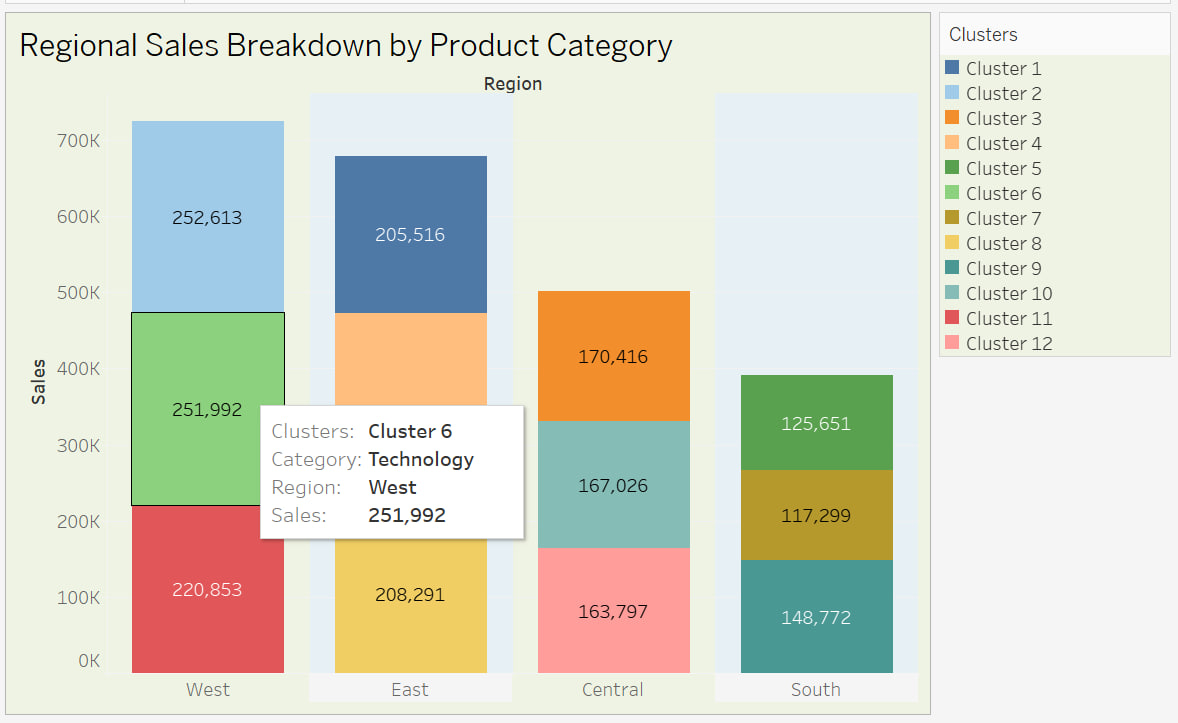 Regional Sales Breakdown by Product Category
Region
Sales
700K
600K
500K
400K
300K
200K
100K
0K
252,613
251,992
220,853
205,516
208,291
170,416
167,026
163,797
125,651
117,299
148,772
Clusters: Cluster 6
Category: Technology
Region: West
Sales: 251,992
West
East
Central
South
Clusters
Cluster 1
Cluster 2
Cluster 3
Cluster 4
Cluster 5
Cluster 6
Cluster 7
Cluster 8
Cluster 9
Cluster 10
Cluster 11
Cluster 12